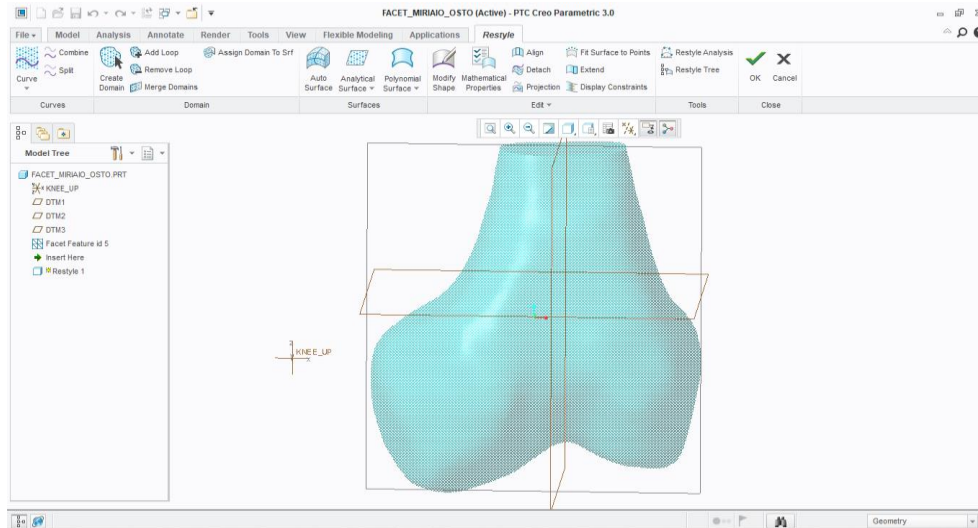 FACET_MIRIAIO_OSTO (Active) - PTC Creo Parametric 3.0
File Model Analysis Annotate Render Tools View Flexible Modeling Applications Restyle
Curve
Combine
Split
Curves
Create Domain
Add Loop
Remove Loop
Merge Domains
Assign Domain To Srf
Domain
Auto Surface
Analytical Surface
Polynomial Surface
Surfaces
Modify Shape
Mathematical Properties
Align
Detach
Projection
Fit Surface to Points
Extend
Display Constraints
Edit
Restyle Analysis
Restyle Tree
Tools
OK
Cancel
Close
Model Tree
FACET_MIRIAIO_OSTO.PRT
KNEE_UP
DTM1
DTM2
DTM3
Facet Feature id 5
Insert Here
Restyle 1
KNEE_UP
Geometry